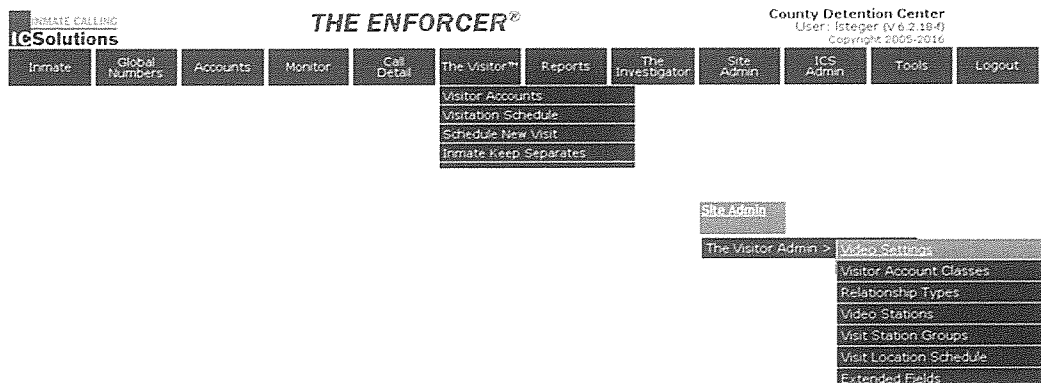 INMATE CALLING
ICSolutions
THE ENFORCER®
County Detention Center
User: lsteger (V 6.2.18-f)
Copyright 2005-2016
Inmate
Global Numbers
Accounts
Monitor
Call Detail
The Visitor™
Reports
The Investigator
Site Admin
ICS Admin
Tools
Logout
Visitor Accounts
Visitation Schedule
Schedule New Visit
Inmate Keep Separates
Site Admin
The Visitor Admin >
Video Settings
Visitor Account Classes
Relationship Types
Video Stations
Visit Station Groups
Visit Location Schedule
Extended Fields